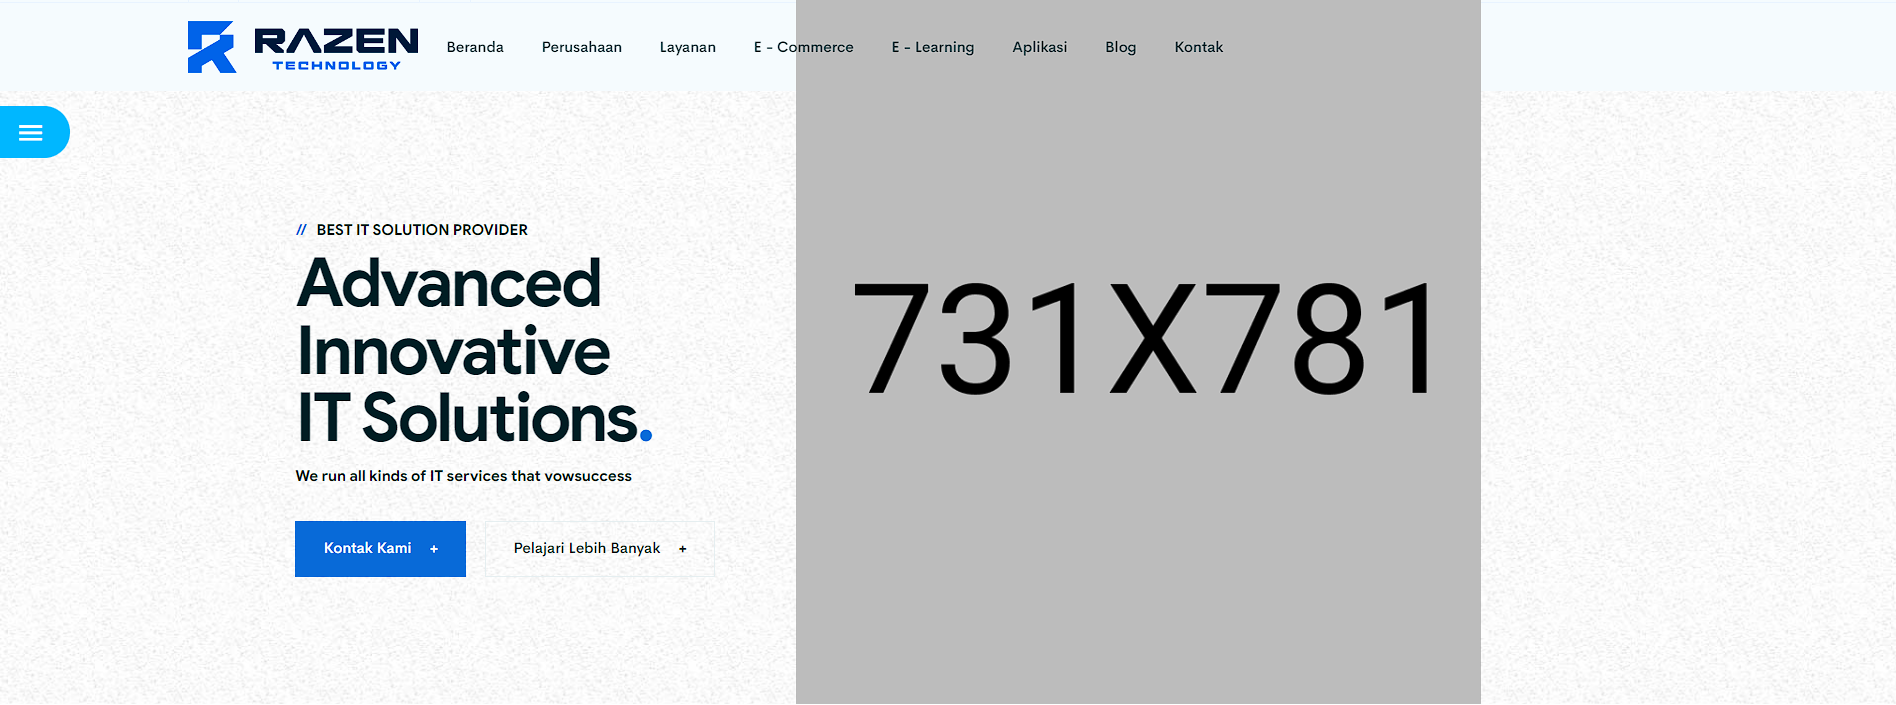 RAZEN
TECHNOLOGY
Beranda Perusahaan Layanan E - Commerce E - Learning Aplikasi Blog Kontak
// BEST IT SOLUTION PROVIDER
Advanced
Innovative
IT Solutions.
We run all kinds of IT services that vowsuccess
Kontak Kami +
Pelajari Lebih Banyak +
731X781